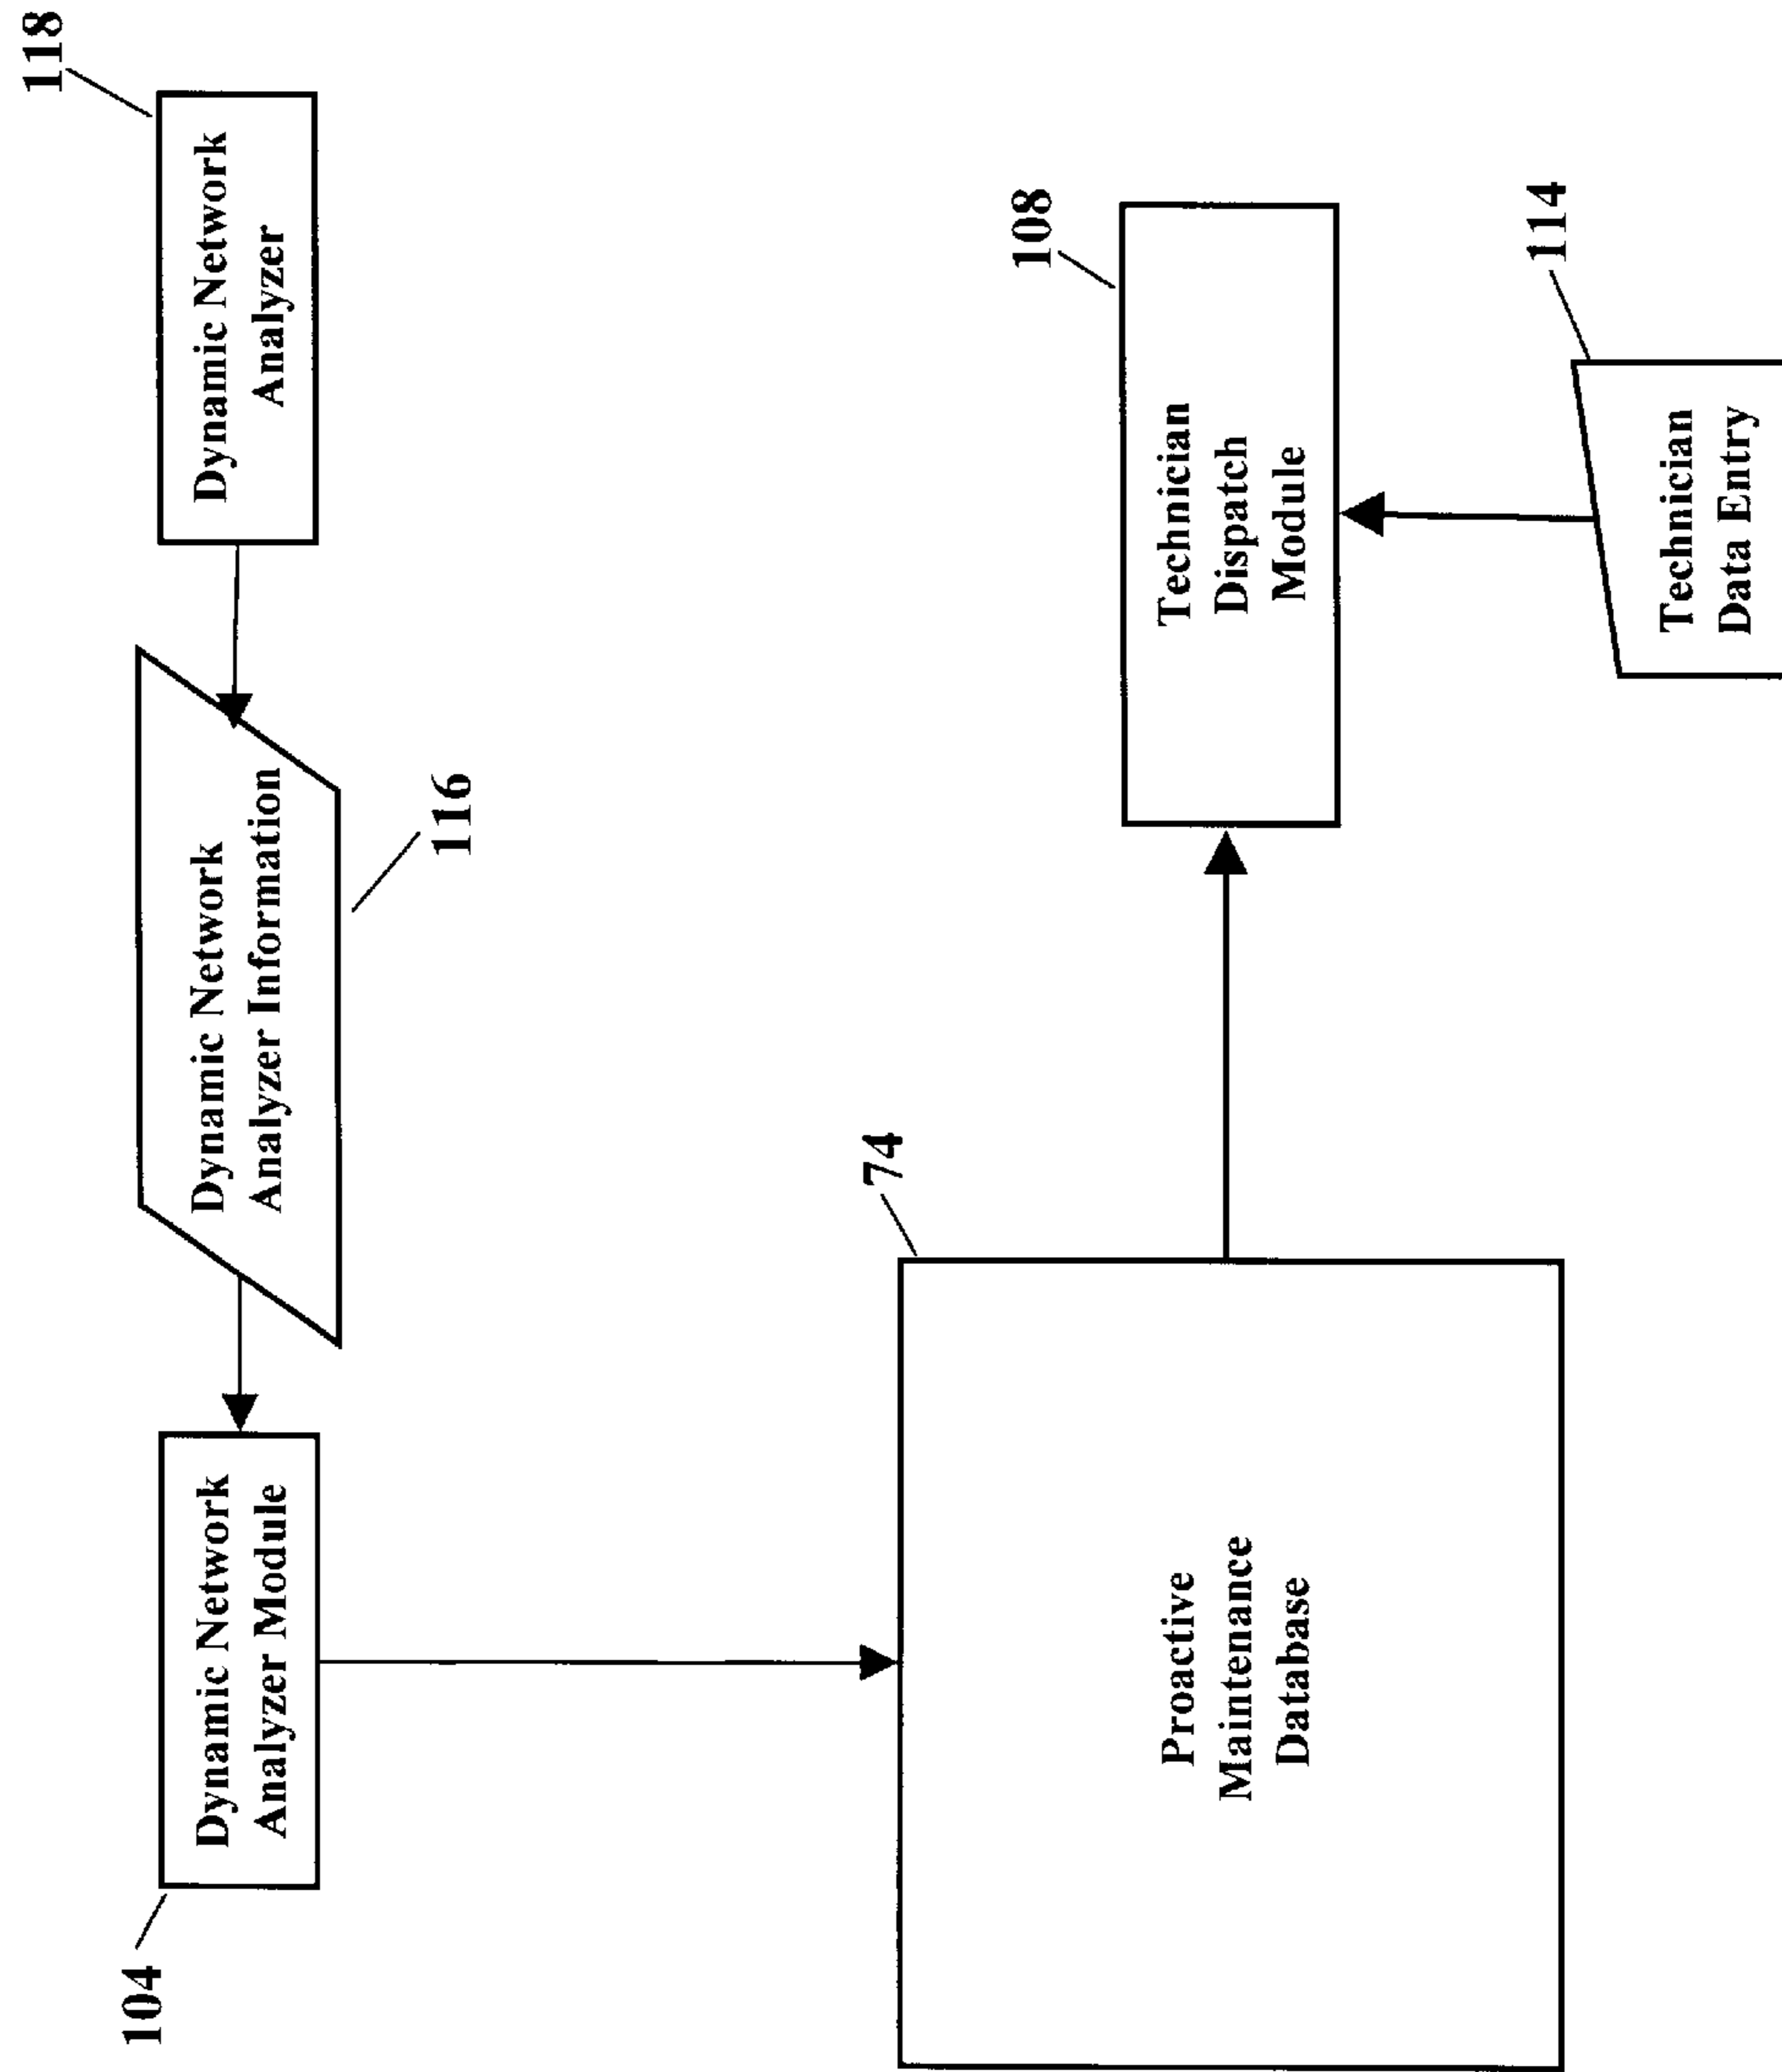 118
Dynamic Network
Analyzer
Dynamic Network
Analyzer Information
116
Dynamic Network
Analyzer Module
104
108
Technician
Dispatch
Module
114
Technician
Data Entry
74
Proactive
Maintenance
Database